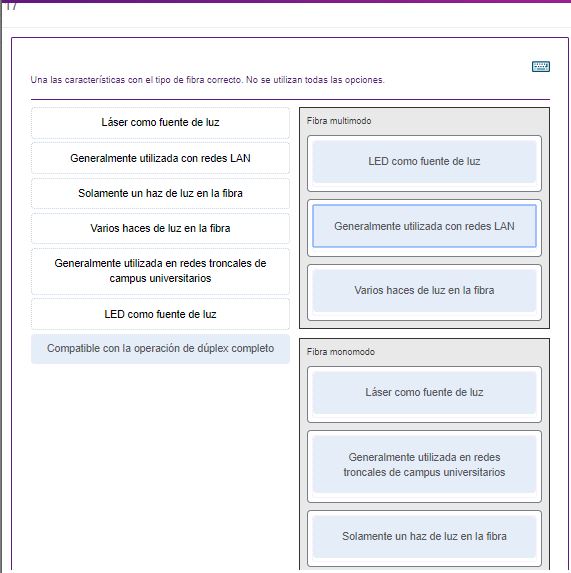 17
Una las características con el tipo de fibra correcto. No se utilizan todas las opciones.
Láser como fuente de luz
Generalmente utilizada con redes LAN
Solamente un haz de luz en la fibra
Varios haces de luz en la fibra
Generalmente utilizada en redes troncales de
campus universitarios
LED como fuente de luz
Compatible con la operación de dúplex completo
Fibra multimodo
LED como fuente de luz
Generalmente utilizada con redes LAN
Varios haces de luz en la fibra
Fibra monomodo
Láser como fuente de luz
Generalmente utilizada en redes
troncales de campus universitarios
Solamente un haz de luz en la fibra